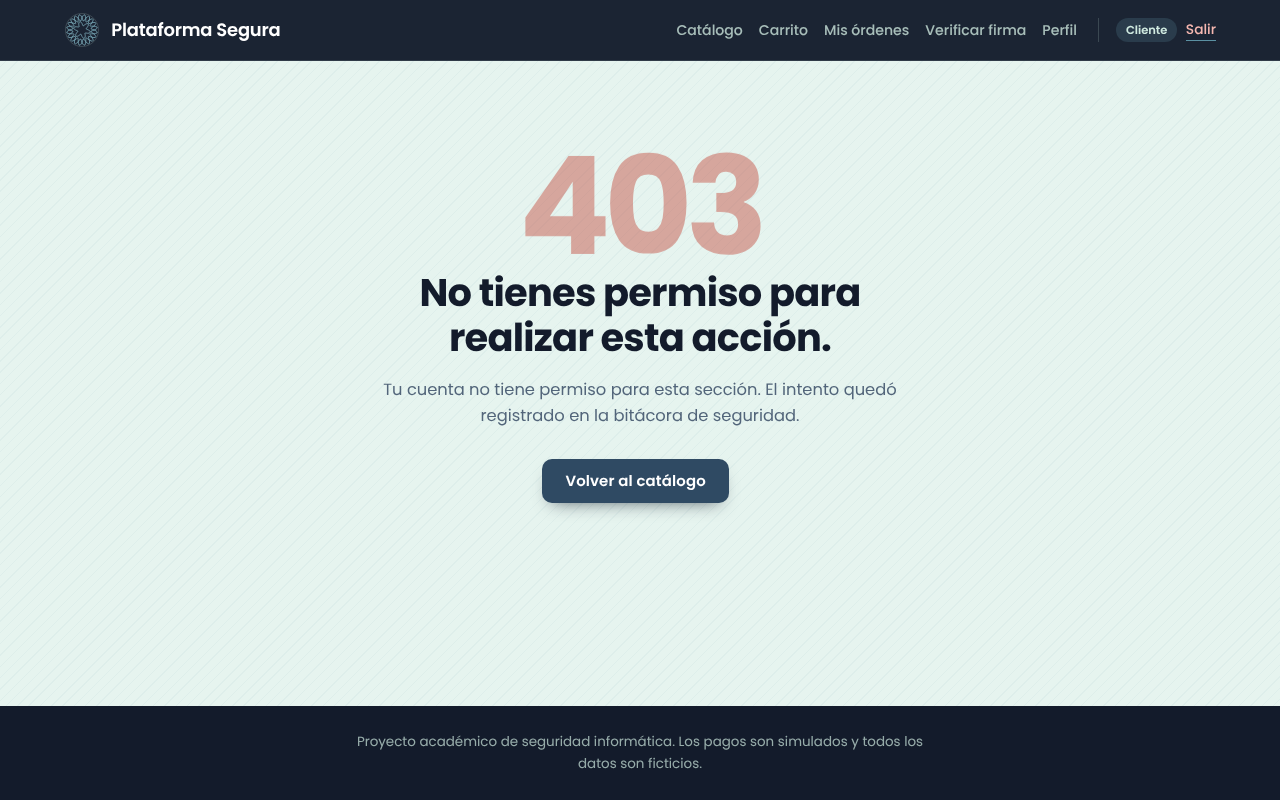 Plataforma Segura
Catálogo Carrito Mis órdenes Verificar firma Perfil Cliente Salir
403
No tienes permiso para
realizar esta acción.
Tu cuenta no tiene permiso para esta sección. El intento quedó
registrado en la bitácora de seguridad.
Volver al catálogo
Proyecto académico de seguridad informática. Los pagos son simulados y todos los
datos son ficticios.